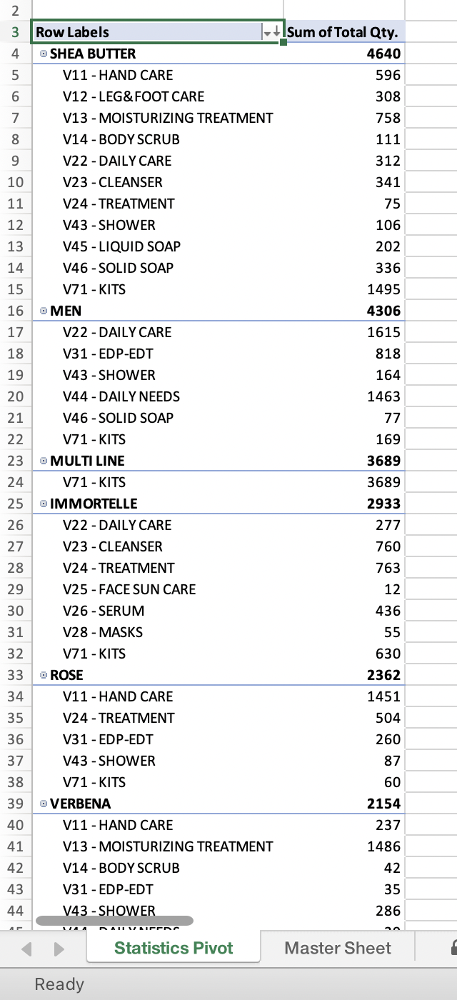 2
3 Row Labels Sum of Total Qty.
4 SHEA BUTTER 4640
5 V11 - HAND CARE 596
6 V12 - LEG&FOOT CARE 308
7 V13 - MOISTURIZING TREATMENT 758
8 V14 - BODY SCRUB 111
9 V22 - DAILY CARE 312
10 V23 - CLEANSER 341
11 V24 - TREATMENT 75
12 V43 - SHOWER 106
13 V45 - LIQUID SOAP 202
14 V46 - SOLID SOAP 336
15 V71 - KITS 1495
16 MEN 4306
17 V22 - DAILY CARE 1615
18 V31 - EDP-EDT 818
19 V43 - SHOWER 164
20 V44 - DAILY NEEDS 1463
21 V46 - SOLID SOAP 77
22 V71 - KITS 169
23 MULTI LINE 3689
24 V71 - KITS 3689
25 IMMORTELLE 2933
26 V22 - DAILY CARE 277
27 V23 - CLEANSER 760
28 V24 - TREATMENT 763
29 V25 - FACE SUN CARE 12
30 V26 - SERUM 436
31 V28 - MASKS 55
32 V71 - KITS 630
33 ROSE 2362
34 V11 - HAND CARE 1451
35 V24 - TREATMENT 504
36 V31 - EDP-EDT 260
37 V43 - SHOWER 87
38 V71 - KITS 60
39 VERBENA 2154
40 V11 - HAND CARE 237
41 V13 - MOISTURIZING TREATMENT 1486
42 V14 - BODY SCRUB 42
43 V31 - EDP-EDT 35
44 V43 - SHOWER 286
Statistics Pivot Master Sheet
Ready